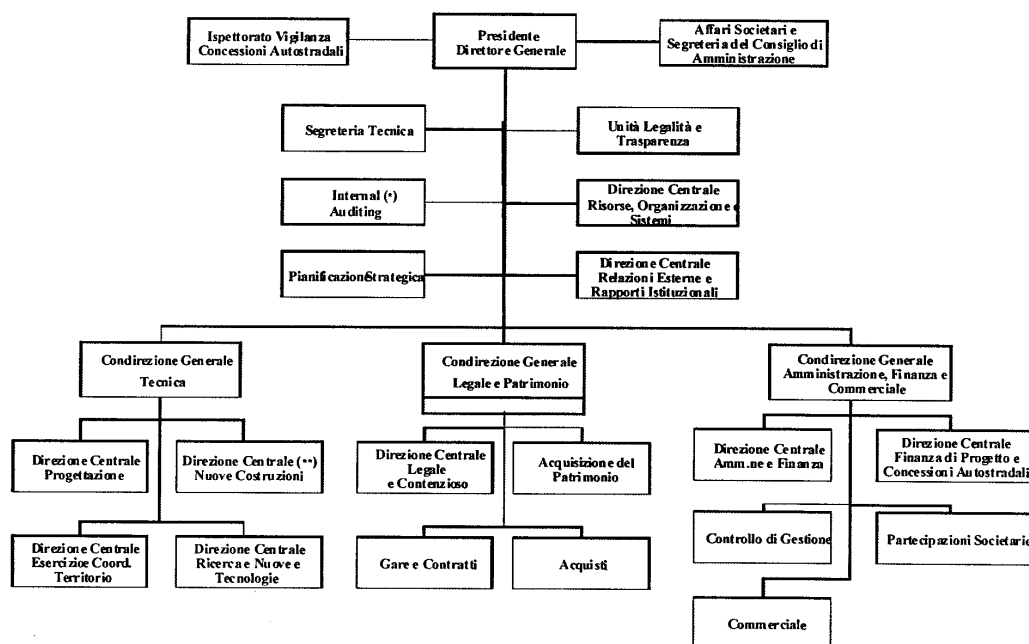 Ispettorato Vigilanza
Concessioni Autostradali
Presidente
Direttore Generale
Affari Societari e
Segreteria del Consiglio di
Amministrazione
Segreteria Tecnica
Unità Legalità e
Trasparenza
Internal (*)
Auditing
Direzione Centrale
Risorse, Organizzazione e
Sistemi
Pianificazione Strategica
Direzione Centrale
Relazioni Esterne e
Rapporti Istituzionali
Condirezione Generale
Tecnica
Condirezione Generale
Legale e Patrimonio
Condirezione Generale
Amministrazione, Finanza e
Commerciale
Direzione Centrale
Progettazione
Direzione Centrale (**)
Nuove Costruzioni
Direzione Centrale
Legale
e Contenzioso
Acquisizione del
Patrimonio
Direzione Centrale
Amm.ne e Finanza
Direzione Centrale
Finanza di Progetto e
Concessioni Autostradali
Direzione Centrale
Esercizio e Coord.
Territorio
Direzione Centrale
Ricerca e Nuove e
Tecnologie
Gare e Contratti
Acquisti
Controllo di Gestione
Partecipazioni Societarie
Commerciale